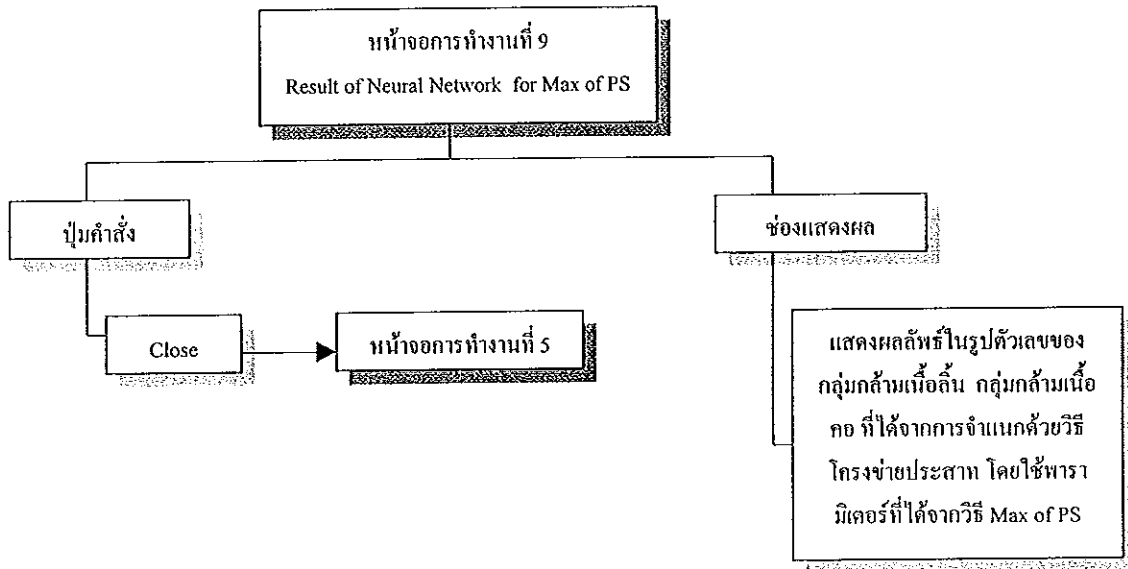 หน้าจอการทำงานที่ 9
Result of Neural Network for Max of PS
ปุ่มคำสั่ง
ช่องแสดงผล
Close
หน้าจอการทำงานที่ 5
แสดงผลลัพธ์ในรูปตัวเลขของ
กลุ่มกล้ามเนื้อลิ้น กลุ่มกล้ามเนื้อ
คอ ที่ได้จากการจำแนกด้วยวิธี
โครงข่ายประสาท โดยใช้พารา
มิเตอร์ที่ได้จากวิธี Max of PS